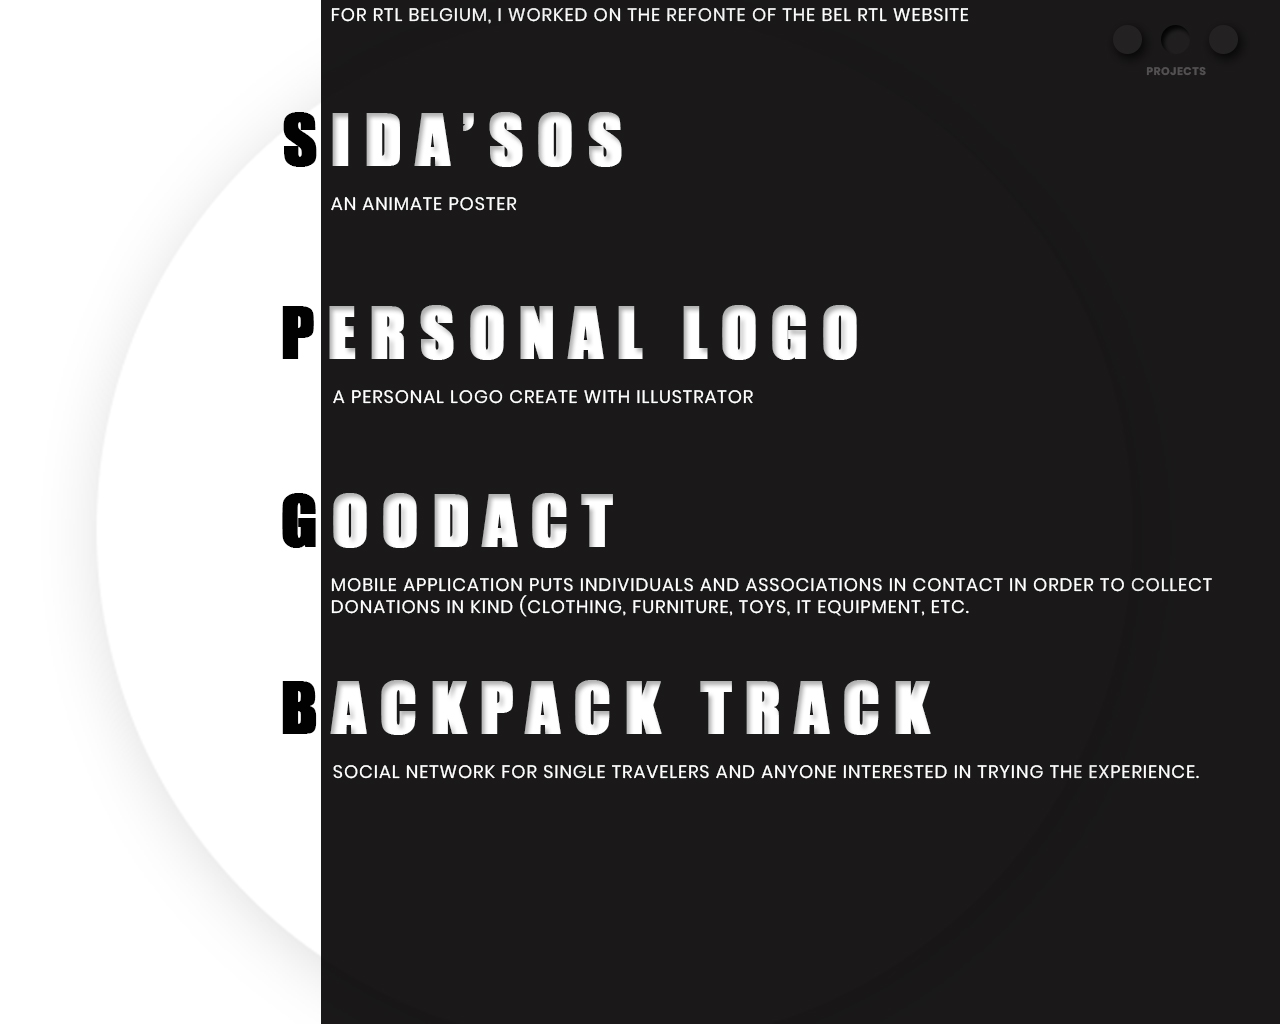 FOR RTL BELGIUM, I WORKED ON THE REFONTE OF THE BEL RTL WEBSITE
PROJECTS
SIDA’SOS
AN ANIMATE POSTER
PERSONAL LOGO
A PERSONAL LOGO CREATE WITH ILLUSTRATOR
GOODACT
MOBILE APPLICATION PUTS INDIVIDUALS AND ASSOCIATIONS IN CONTACT IN ORDER TO COLLECT
DONATIONS IN KIND (CLOTHING, FURNITURE, TOYS, IT EQUIPMENT, ETC.
BACKPACK TRACK
SOCIAL NETWORK FOR SINGLE TRAVELERS AND ANYONE INTERESTED IN TRYING THE EXPERIENCE.